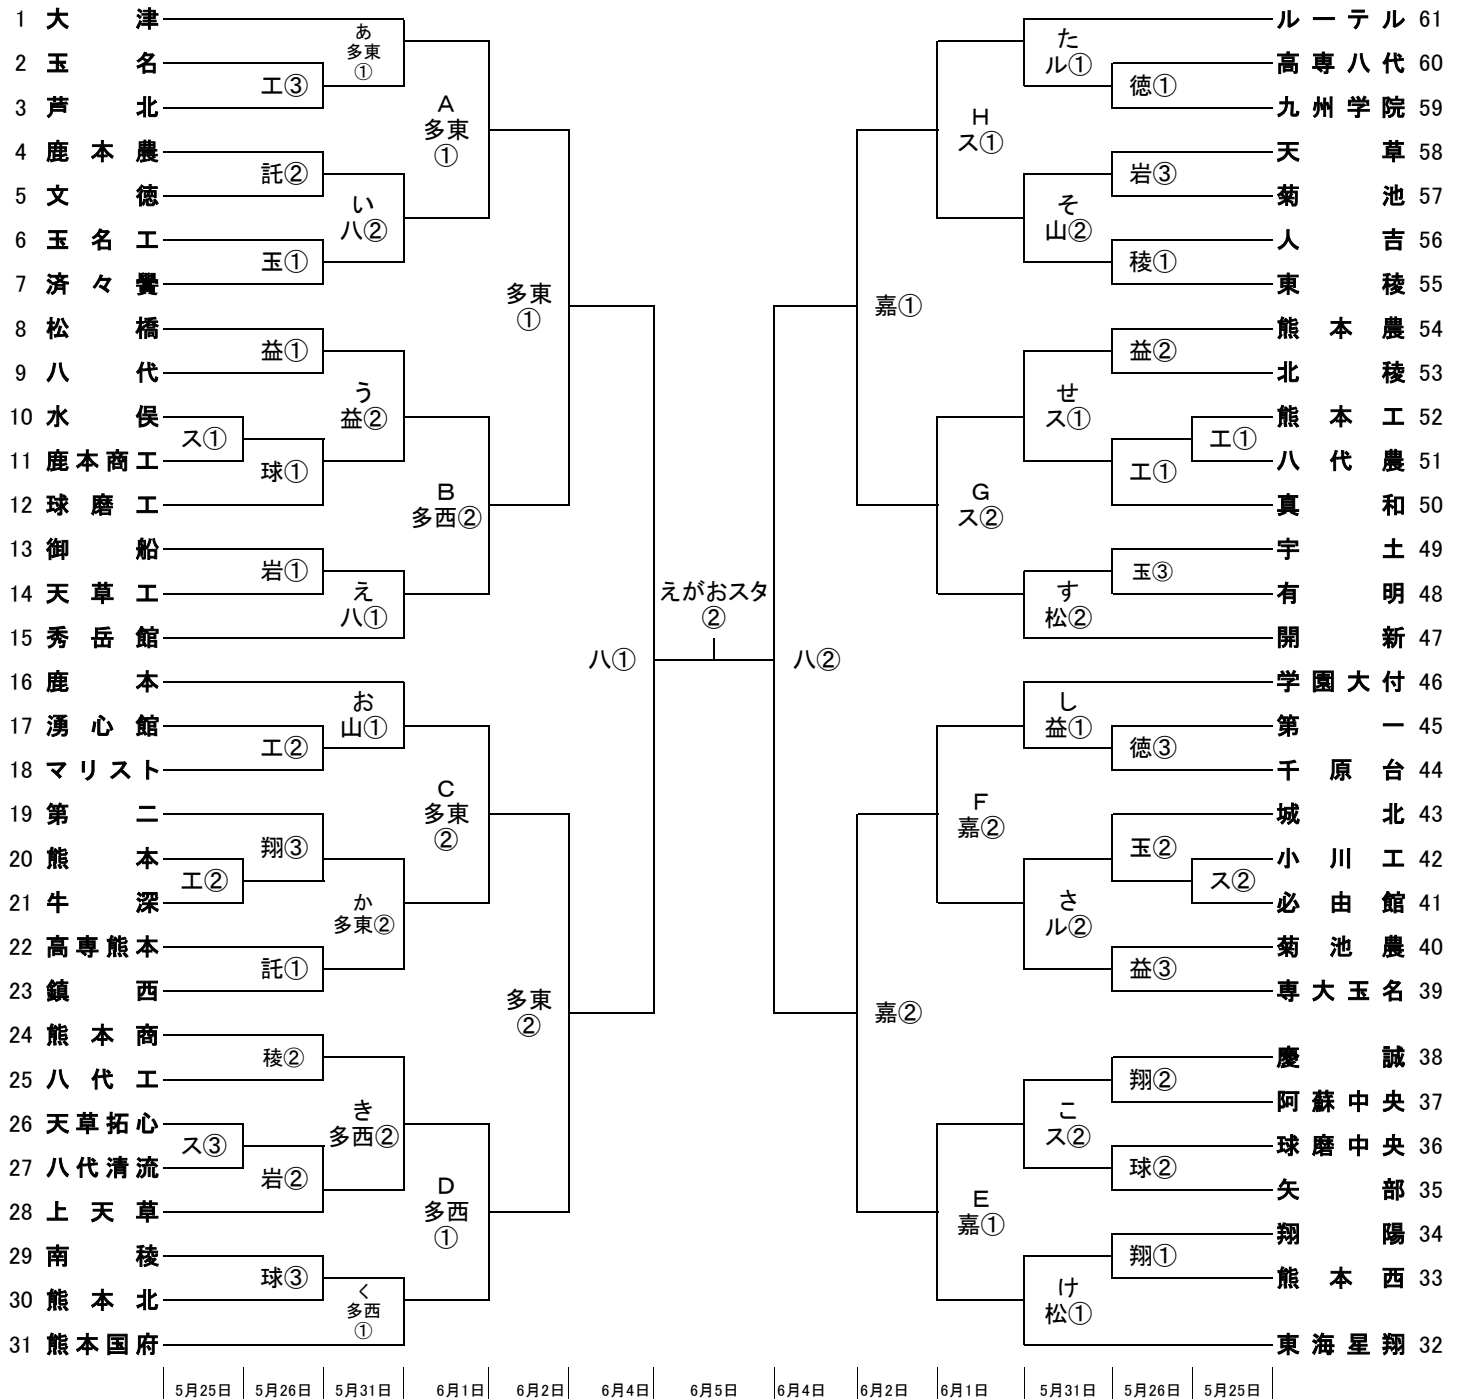 1 大津
2 玉名
3 芦北
4 鹿本農
5 文徳
6 玉名工
7 済々黌
8 松橋
9 八代
10 水俣
11 鹿本商工
12 球磨工
13 御船
14 天草工
15 秀岳館
16 鹿本
17 湧心館
18 マリスト
19 第二
20 熊本
21 牛深
22 高専熊本
23 鎮西
24 熊本商
25 八代工
26 天草拓心
27 八代清流
28 上天草
29 南稜
30 熊本北
31 熊本国府
ス①
工②
ス③
工③
託②
玉①
益①
球①
岩①
工②
翔③
託①
稜②
岩②
球③
あ
多東
①
い
八②
う
益②
え
八①
お
山①
か
多東②
き
多西②
く
多西
①
A
多東
①
B
多西②
C
多東
②
D
多西
①
多東
①
多東
②
八①
えがおスタ
②
八②
嘉①
嘉②
H
ス①
G
ス②
F
嘉②
E
嘉①
た
ル①
そ
山②
せ
ス①
す
松②
し
益①
さ
ル②
こ
ス②
け
松①
徳①
岩③
稜①
益②
工①
玉③
徳③
玉②
益③
翔②
球②
翔①
工①
ス②
ルーテル 61
高専八代 60
九州学院 59
天草 58
菊池 57
人吉 56
東稜 55
熊本農 54
北稜 53
熊本工 52
八代農 51
真和 50
宇土 49
有明 48
開新 47
学園大付 46
第一 45
千原台 44
城北 43
小川工 42
必由館 41
菊池農 40
専大玉名 39
慶誠 38
阿蘇中央 37
球磨中央 36
矢部 35
翔陽 34
熊本西 33
東海星翔 32
5月25日 5月26日 5月31日 6月1日 6月2日 6月4日 6月5日 6月4日 6月2日 6月1日 5月31日 5月26日 5月25日